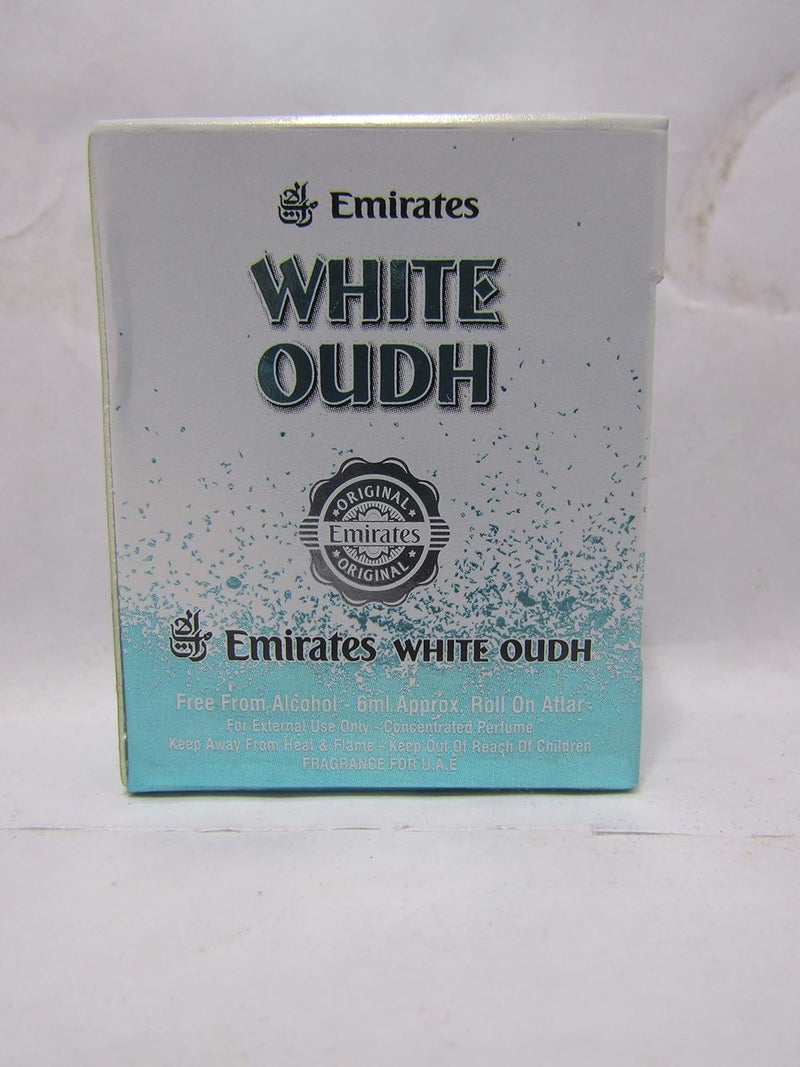 Emirates
WHITE
OUDH
ORIGINAL
Emirates
ORIGINAL
Emirates WHITE OUDH
Free From Alcohol - 6ml Approx. Roll On Attar -
For External Use Only - Concentrated Perfume
Keep Away From Heat & Flame - Keep Out Of Reach Of Children
FRAGRANCE FOR U.A.E